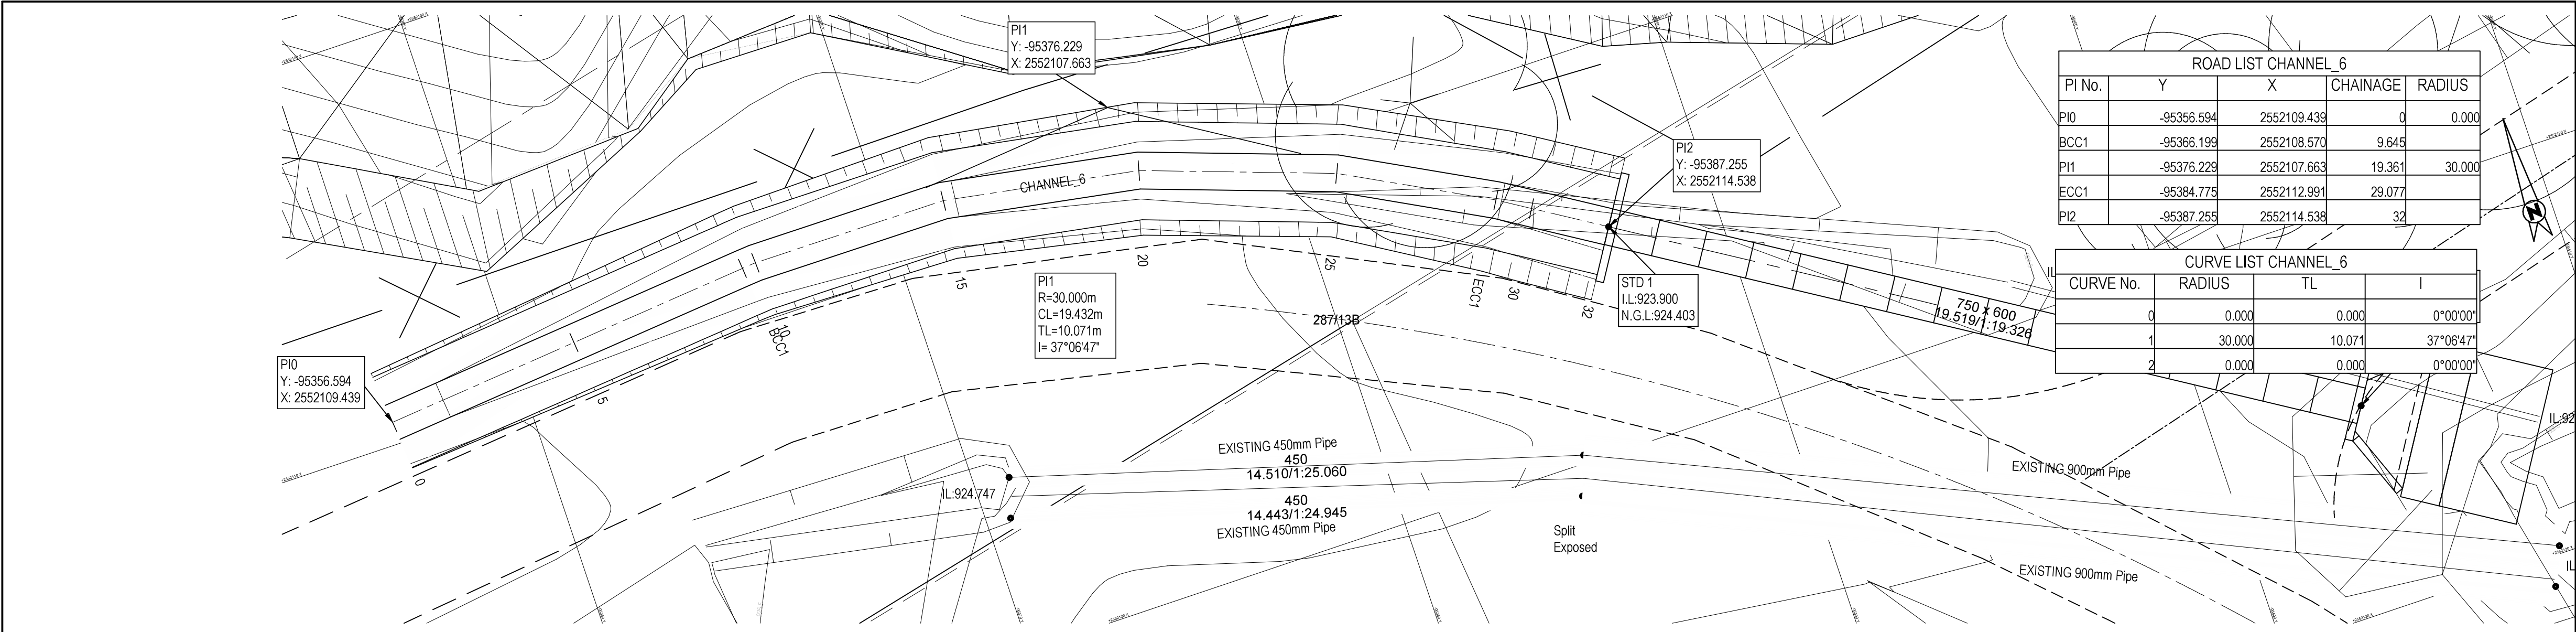 PI1
Y: -95376.229
X: 2552107.663
PI2
Y: -95387.255
X: 2552114.538
PI0
Y: -95356.594
X: 2552109.439
CHANNEL_6
0
5
10
BCC1
15
20
25
ECC1
30
32
PI1
R=30.000m
CL=19.432m
TL=10.071m
I= 37°06'47"
STD 1
I.L:923.900
N.G.L:924.403
287/13B
750 x 600
19.519/1:19.326
EXISTING 450mm Pipe
450
14.510/1:25.060
450
14.443/1:24.945
EXISTING 450mm Pipe
IL:924.747
Split
Exposed
EXISTING 900mm Pipe
EXISTING 900mm Pipe
IL:92
IL
IL
N
ROAD LIST CHANNEL_6
PI No. Y X CHAINAGE RADIUS
PI0 -95356.594 2552109.439 0 0.000
BCC1 -95366.199 2552108.570 9.645
PI1 -95376.229 2552107.663 19.361 30.000
ECC1 -95384.775 2552112.991 29.077
PI2 -95387.255 2552114.538 32
CURVE LIST CHANNEL_6
CURVE No. RADIUS TL I
0 0.000 0.000 0°00'00"
1 30.000 10.071 37°06'47"
2 0.000 0.000 0°00'00"